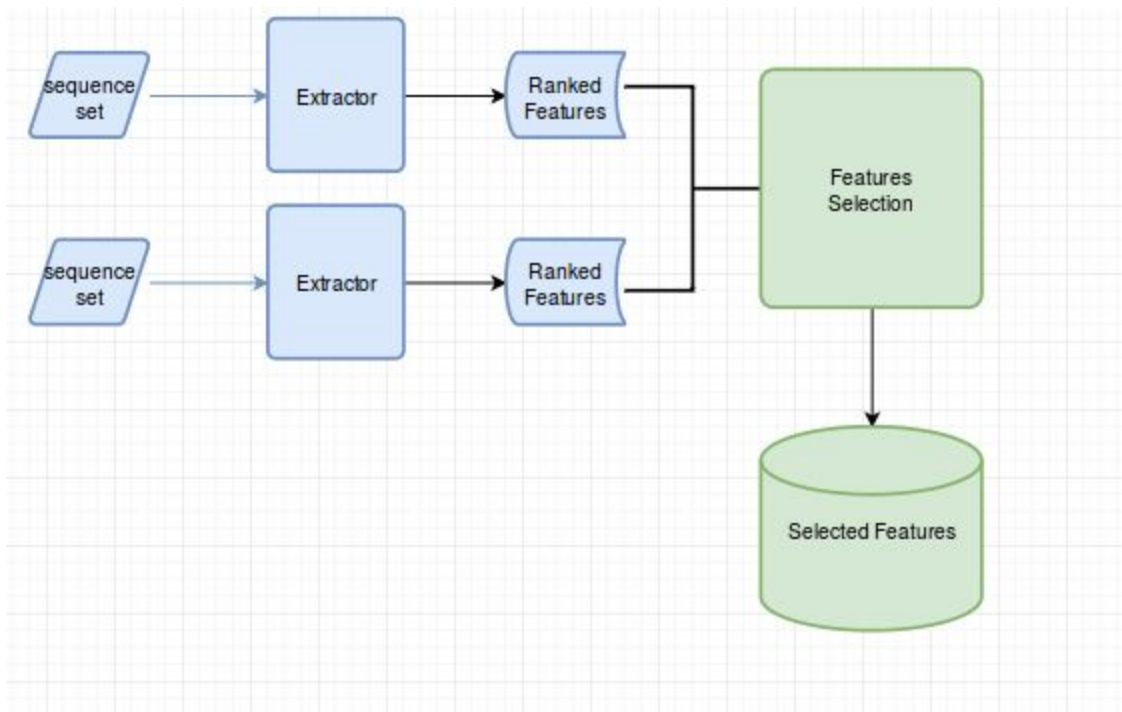 sequence
set
Extractor
Ranked
Features
Features
Selection
sequence
set
Extractor
Ranked
Features
Selected Features